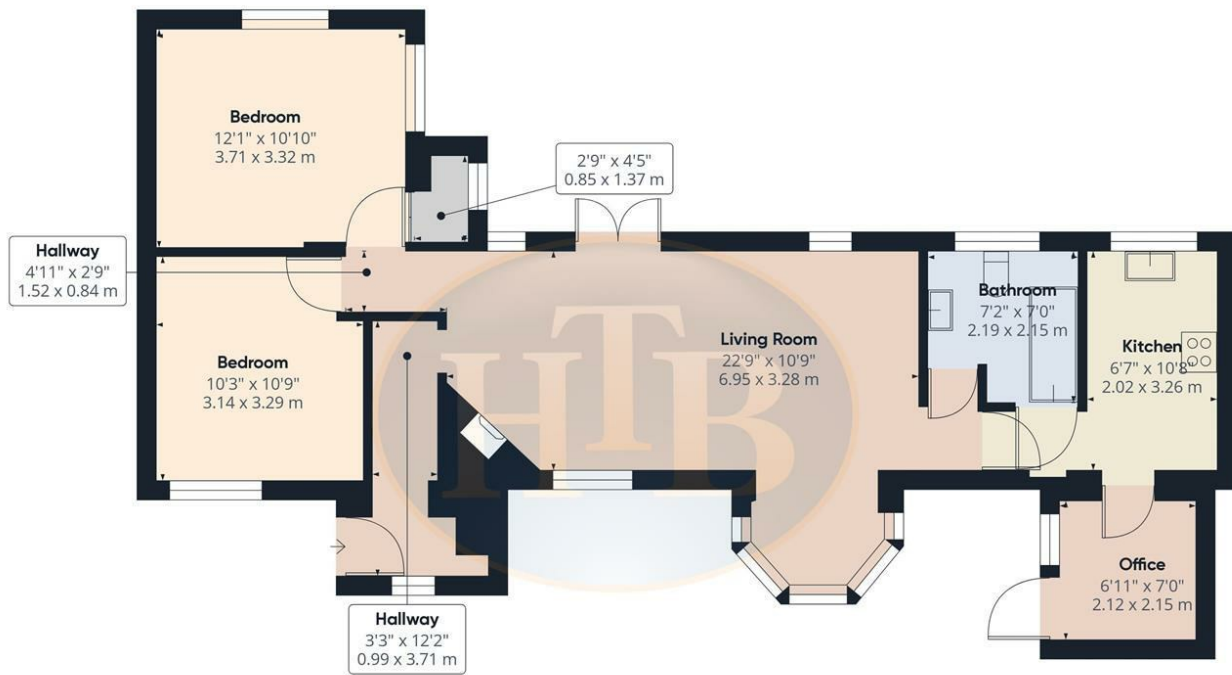 Bedroom
12'1" x 10'10"
3.71 x 3.32 m
2'9" x 4'5"
0.85 x 1.37 m
Hallway
4'11" x 2'9"
1.52 x 0.84 m
Bedroom
10'3" x 10'9"
3.14 x 3.29 m
Living Room
22'9" x 10'9"
6.95 x 3.28 m
Bathroom
7'2" x 7'0"
2.19 x 2.15 m
Kitchen
6'7" x 10'8"
2.02 x 3.26 m
HTB
Office
6'11" x 7'0"
2.12 x 2.15 m
Hallway
3'3" x 12'2"
0.99 x 3.71 m